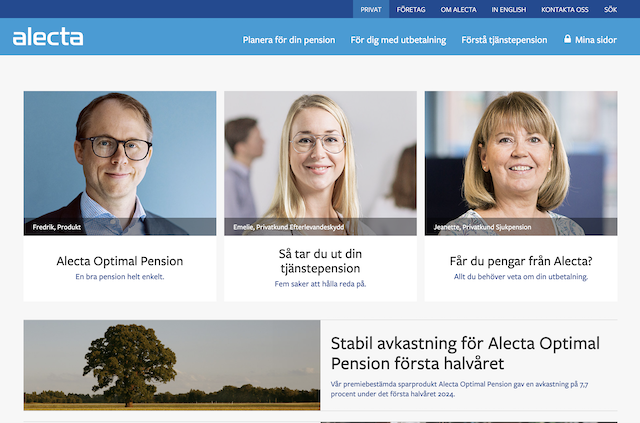 PRIVAT FÖRETAG OM ALECTA IN ENGLISH KONTAKTA OSS SÖK
alecta Planera för din pension För dig med utbetalning Förstå tjänstepension Mina sidor
Fredrik, Produkt
Alecta Optimal Pension
En bra pension helt enkelt.
Emelie, Privatkund Efterlevandeskydd
Så tar du ut din
tjänstepension
Fem saker att hålla reda på.
Jeanette, Privatkund Sjukpension
Får du pengar från Alecta?
Allt du behöver veta om din utbetalning.
Stabil avkastning för Alecta Optimal
Pension första halvåret
Vår premiebestämda sparprodukt Alecta Optimal Pension gav en avkastning på 7,7
procent under det första halvåret 2024.